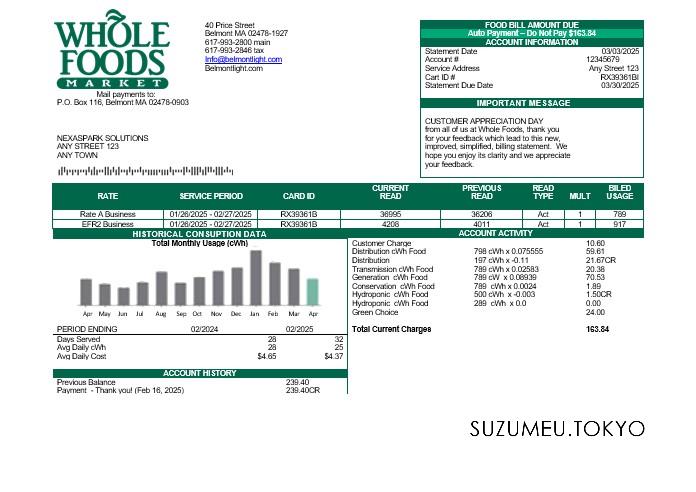 WHOLE
FOODS
MARKET
Mail payments to:
P.O. Box 116, Belmont MA 02478-0903
40 Price Street
Belmont MA 02478-1927
617-993-2800 main
617-993-2846 tax
Info@belmontlight.com
Belmontlight.com
FOOD BILL AMOUNT DUE
Auto Payment – Do Not Pay $163.84
ACCOUNT INFORMATION
Statement Date 03/03/2025
Account # 12345679
Service Address Any Street 123
Cart ID # RX39361BI
Statement Due Date 03/30/2025
IMPORTANT MESSAGE
CUSTOMER APPRECIATION DAY
from all of us at Whole Foods, thank you
for your feedback which lead to this new,
improved, simplified, billing statement. We
hope you enjoy its clarity and we appreciate
your feedback.
NEXASPARK SOLUTIONS
ANY STREET 123
ANY TOWN
RATE SERVICE PERIOD CARD ID CURRENT READ PREVIOUS READ READ TYPE MULT BILLED USAGE
Rate A Business 01/26/2025 - 02/27/2025 RX39361B 36995 36206 Act 1 789
EFR2 Business 01/26/2025 - 02/27/2025 RX39361B 4208 4011 Act 1 917
HISTORICAL CONSUPTION DATA
Total Monthly Usage (cWh)
Apr May Jun Jul Aug Sep Oct Nov Dec Jan Feb Mar Apr
PERIOD ENDING 02/2024 02/2025
Days Served 28 32
Avg Daily cWh 28 25
Avg Daily Cost $4.65 $4.37
ACCOUNT HISTORY
Previous Balance 239.40
Payment - Thank you! (Feb 16, 2025) 239.40CR
ACCOUNT ACTIVITY
Customer Charge 10.60
Distribution cWh Food 798 cWh x 0.075555 59.61
Distribution 197 cWh x -0.11 21.67CR
Transmission cWh Food 789 cWh x 0.02583 20.38
Generation cWh Food 789 cW x 0.08939 70.53
Conservation cWh Food 789 cWh x 0.0024 1.89
Hydroponic cWh Food 500 cWh x -0.003 1.50CR
Hydroponic cWh Food 289 cWh x 0.0 0.00
Green Choice 24.00
Total Current Charges 163.84
SUZUMEU.TOKYO